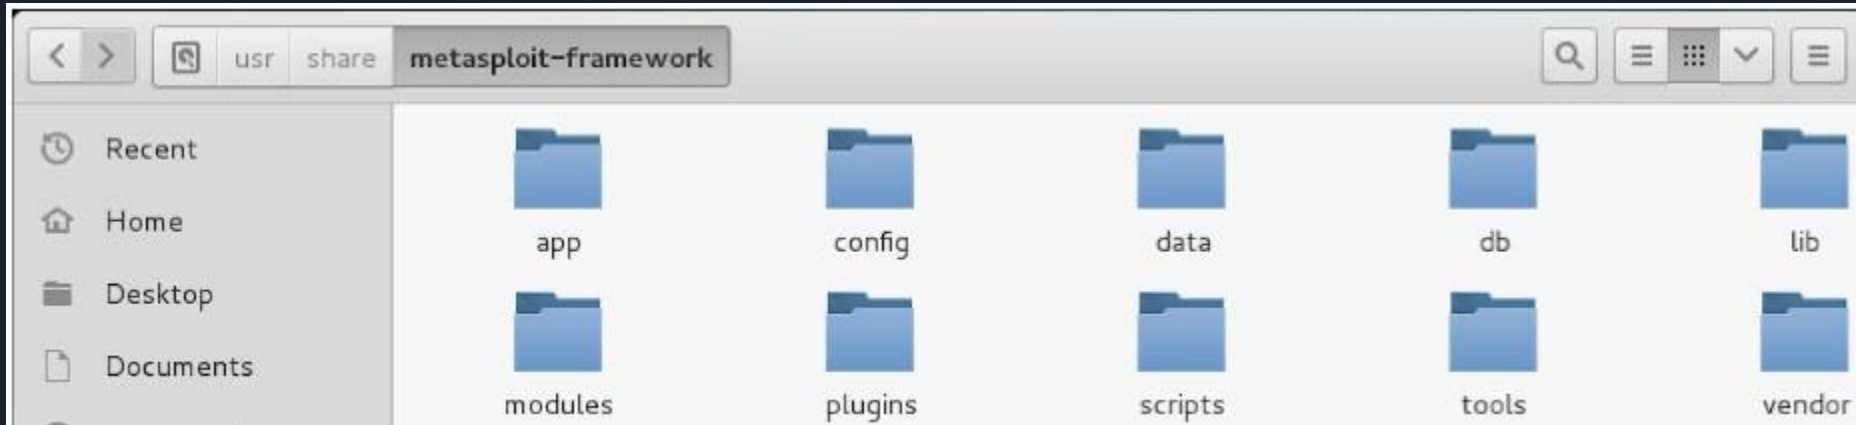 usr share metasploit-framework
Recent
Home
Desktop
Documents
app config data db lib
modules plugins scripts tools vendor